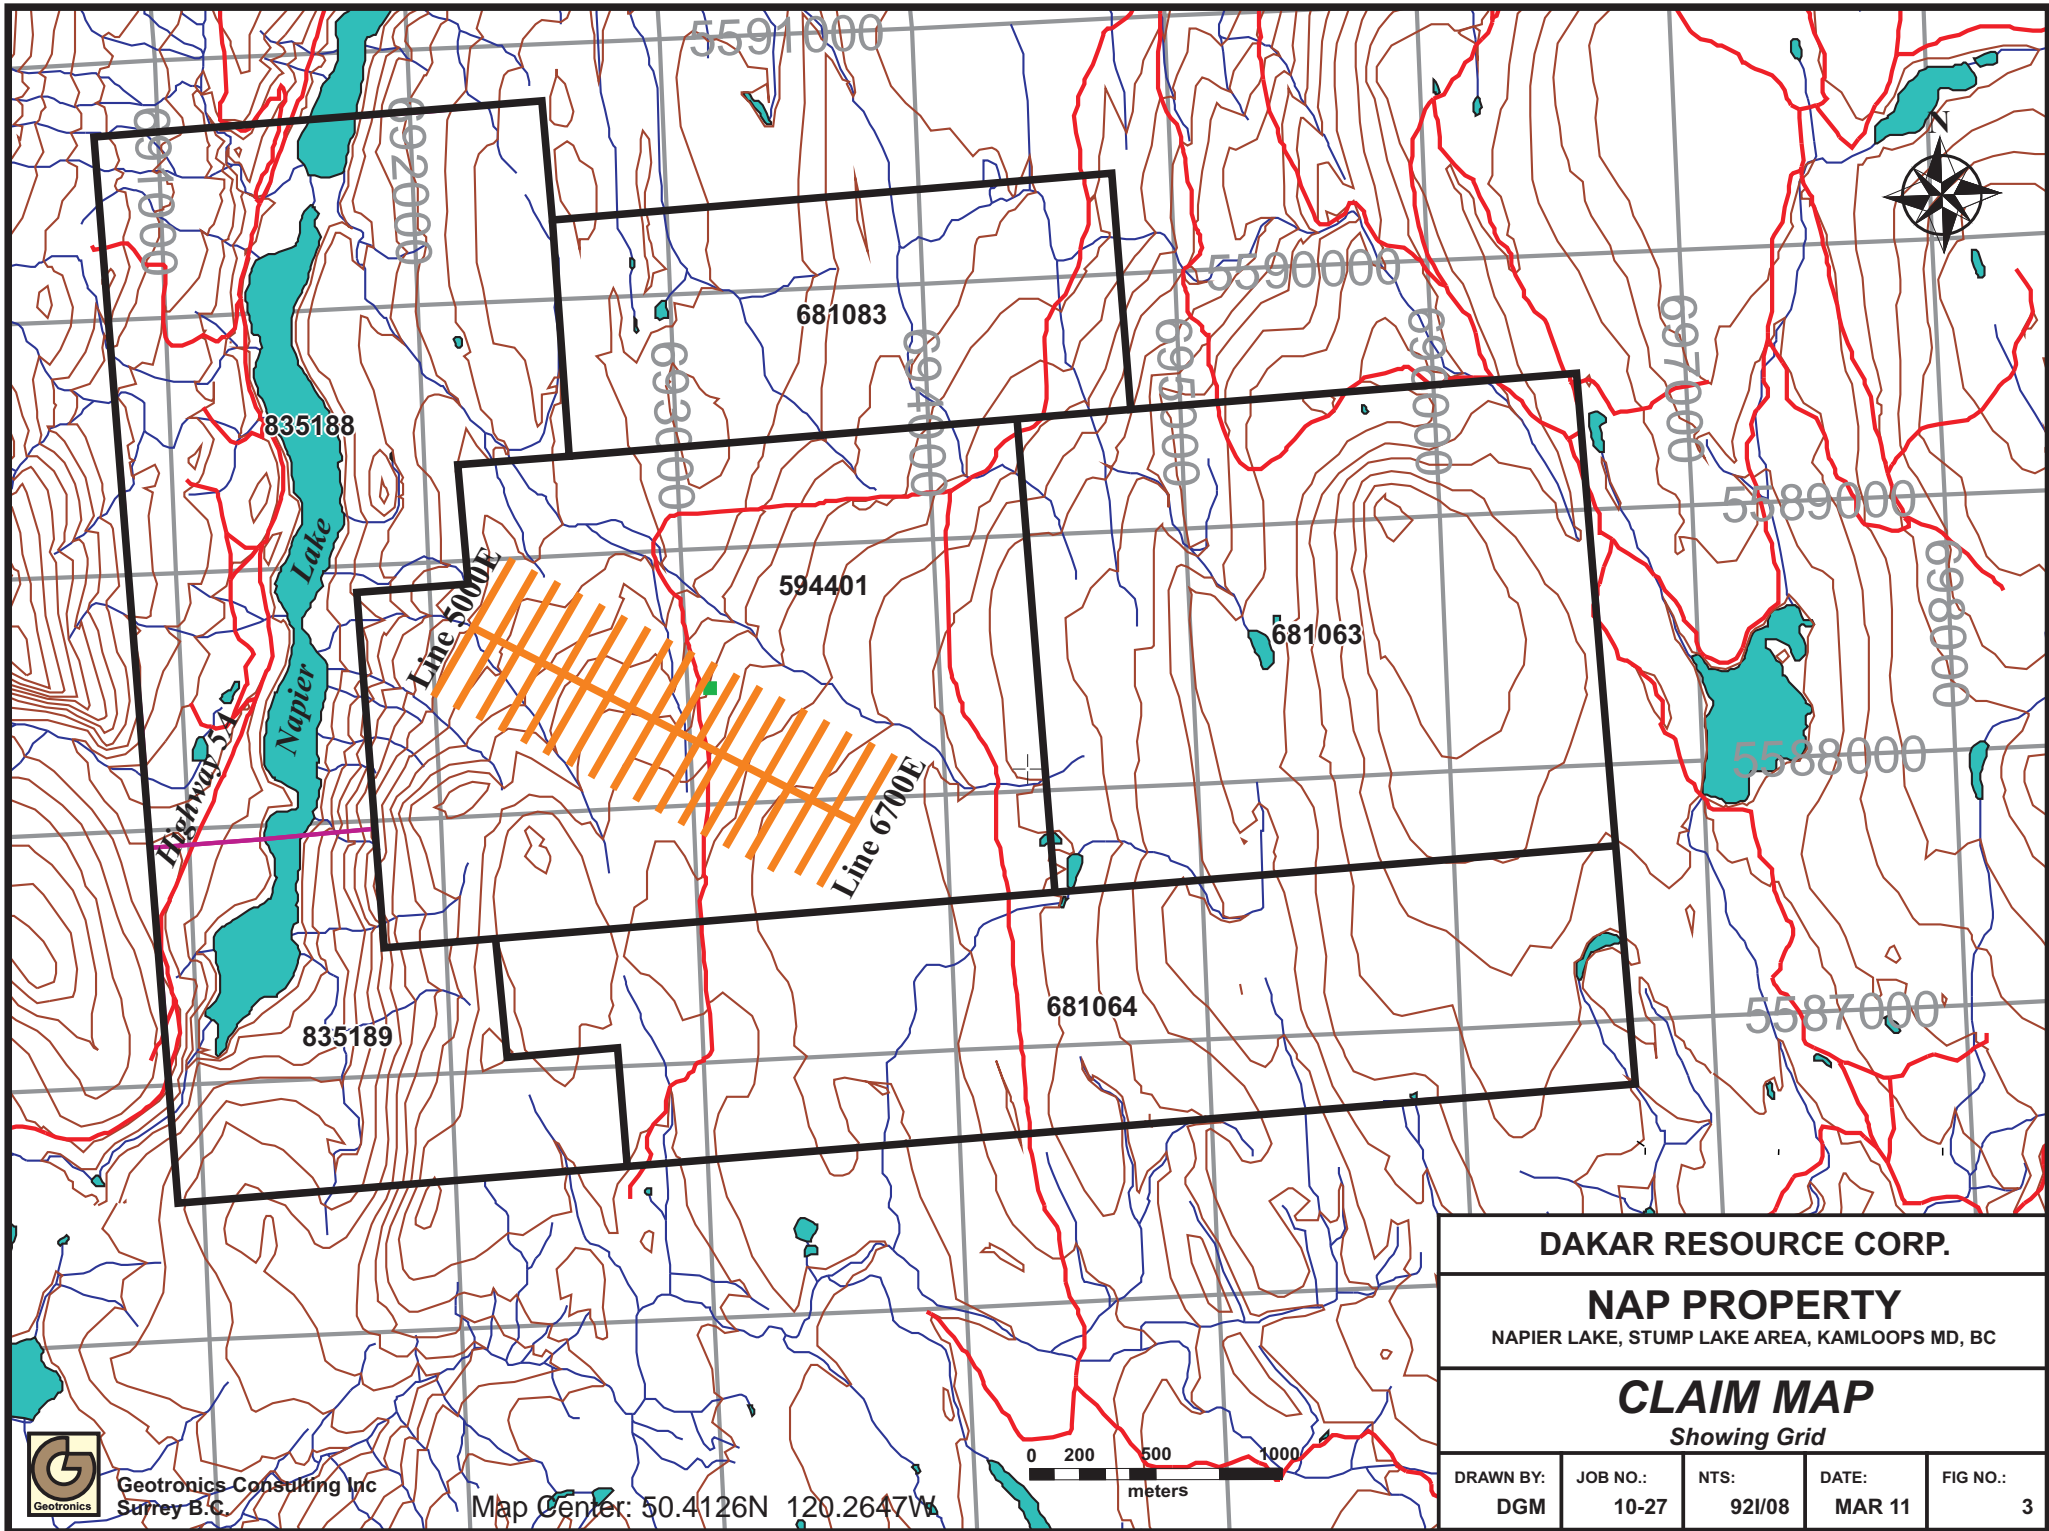 5591000
691000
692000
N
5590000
681083
693000
694000
695000
696000
697000
835188
5589000
698000
Line 5000E
Napier Lake
594401
681063
Highway 5A
Line 6700E
5588000
681064
5587000
835189
DAKAR RESOURCE CORP.
NAP PROPERTY
NAPIER LAKE, STUMP LAKE AREA, KAMLOOPS MD, BC
CLAIM MAP
Showing Grid
DRAWN BY: DGM
JOB NO.: 10-27
NTS: 92I/08
DATE: MAR 11
FIG NO.: 3
0 200 500 1000
meters
Geotronics
Geotronics Consulting Inc
Surrey B.C.
Map Center: 50.4126N 120.2647W